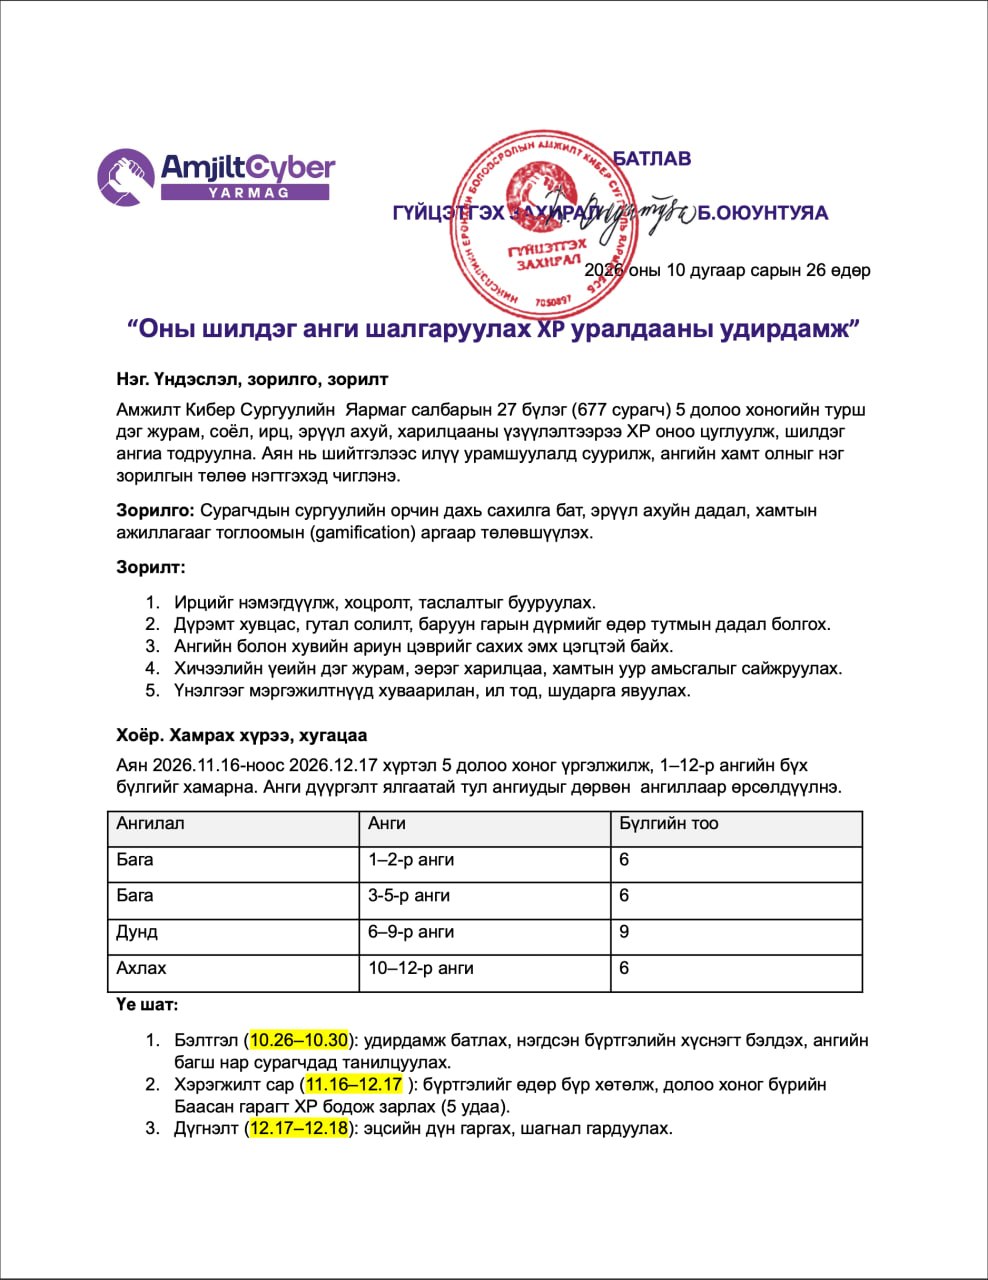 AmjiltCyber
YARMAG
БАТЛАВ
ГҮЙЦЭТГЭХ ЗАХИРАЛ Б.ОЮУНТУЯА
ГҮЙЦЭТГЭХ
ЗАХИРАЛ
7050897
2026 оны 10 дугаар сарын 26 өдөр
“Оны шилдэг анги шалгаруулах XP уралдааны удирдамж”
Нэг. Үндэслэл, зорилго, зорилт
Амжилт Кибер Сургуулийн Яармаг салбарын 27 бүлэг (677 сурагч) 5 долоо хоногийн турш
дэг журам, соёл, ирц, эрүүл ахуй, харилцааны үзүүлэлтээрээ XP оноо цуглуулж, шилдэг
ангиа тодруулна. Аян нь шийтгэлээс илүү урамшуулалд суурилж, ангийн хамт олныг нэг
зорилгын төлөө нэгтгэхэд чиглэнэ.
Зорилго: Сурагчдын сургуулийн орчин дахь сахилга бат, эрүүл ахуйн дадал, хамтын
ажиллагааг тоглоомын (gamification) аргаар төлөвшүүлэх.
Зорилт:
1. Ирцийг нэмэгдүүлж, хоцролт, таслалтыг бууруулах.
2. Дүрэмт хувцас, гутал солилт, баруун гарын дүрмийг өдөр тутмын дадал болгох.
3. Ангийн болон хувийн ариун цэврийг сахих эмх цэгцтэй байх.
4. Хичээлийн үеийн дэг журам, эерэг харилцаа, хамтын уур амьсгалыг сайжруулах.
5. Үнэлгээг мэргэжилтнүүд хуваарилан, ил тод, шударга явуулах.
Хоёр. Хамрах хүрээ, хугацаа
Аян 2026.11.16-ноос 2026.12.17 хүртэл 5 долоо хоног үргэлжилж, 1–12-р ангийн бүх
бүлгийг хамарна. Анги дүүргэлт ялгаатай тул ангиудыг дөрвөн ангиллаар өрсөлдүүлнэ.
Ангилал Анги Бүлгийн тоо
Бага 1–2-р анги 6
Бага 3-5-р анги 6
Дунд 6–9-р анги 9
Ахлах 10–12-р анги 6
Үе шат:
1. Бэлтгэл (10.26–10.30): удирдамж батлах, нэгдсэн бүртгэлийн хүснэгт бэлдэх, ангийн
багш нар сурагчдад танилцуулах.
2. Хэрэгжилт сар (11.16–12.17 ): бүртгэлийг өдөр бүр хөтөлж, долоо хоног бүрийн
Баасан гарагт XP бодож зарлах (5 удаа).
3. Дүгнэлт (12.17–12.18): эцсийн дүн гаргах, шагнал гардуулах.